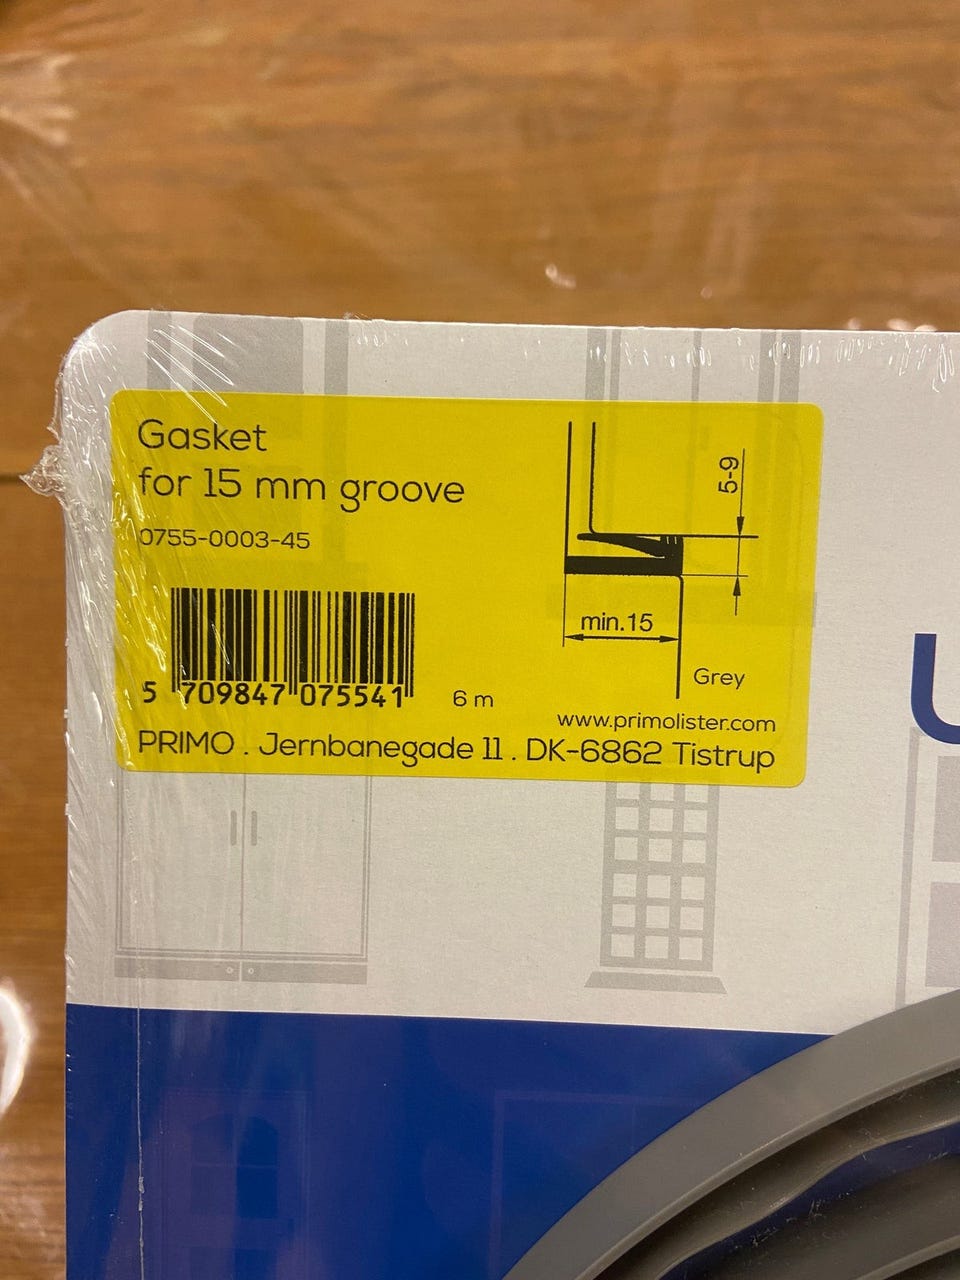 Gasket
for 15 mm groove
0755-0003-45
5-9
min.15
Grey
5 709847 075541
6 m
www.primolister.com
PRIMO . Jernbanegade 11 . DK-6862 Tistrup